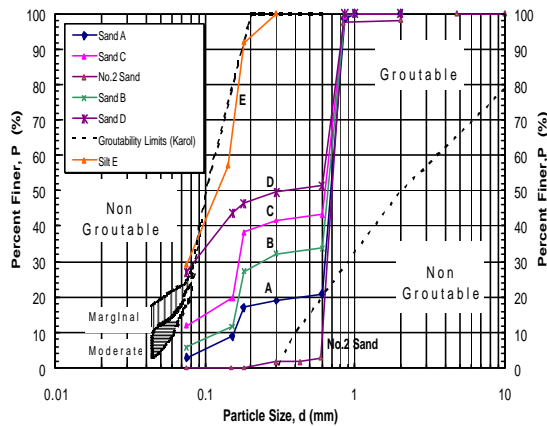 100
90
80
70
60
50
40
30
20
10
0
Percent Finer, P (%)
Sand A
Sand C
No.2 Sand
Sand B
Sand D
Groutability Limits (Karol)
Silt E
E
D
C
B
A
Groutable
Non
Groutable
Non
Groutable
Marginal
Moderate
No.2 Sand
100
90
80
70
60
50
40
30
20
10
0
Percent Finer,P (%)
0.01
0.1
1
10
Particle Size, d (mm)